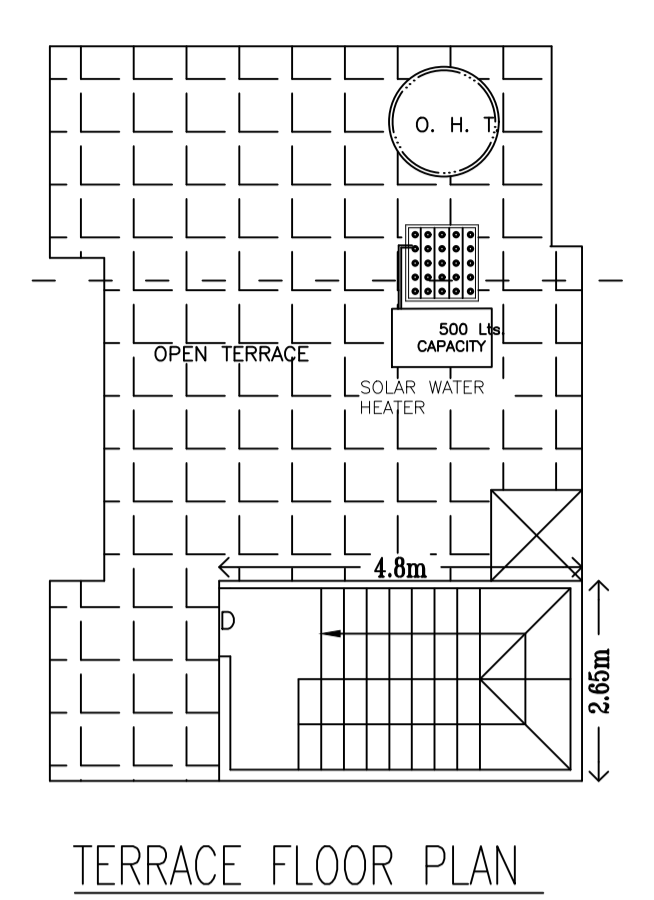 O. H. T.
500 Lts.
CAPACITY
OPEN TERRACE
SOLAR WATER
HEATER
4.8m
D
2.65m
TERRACE FLOOR PLAN